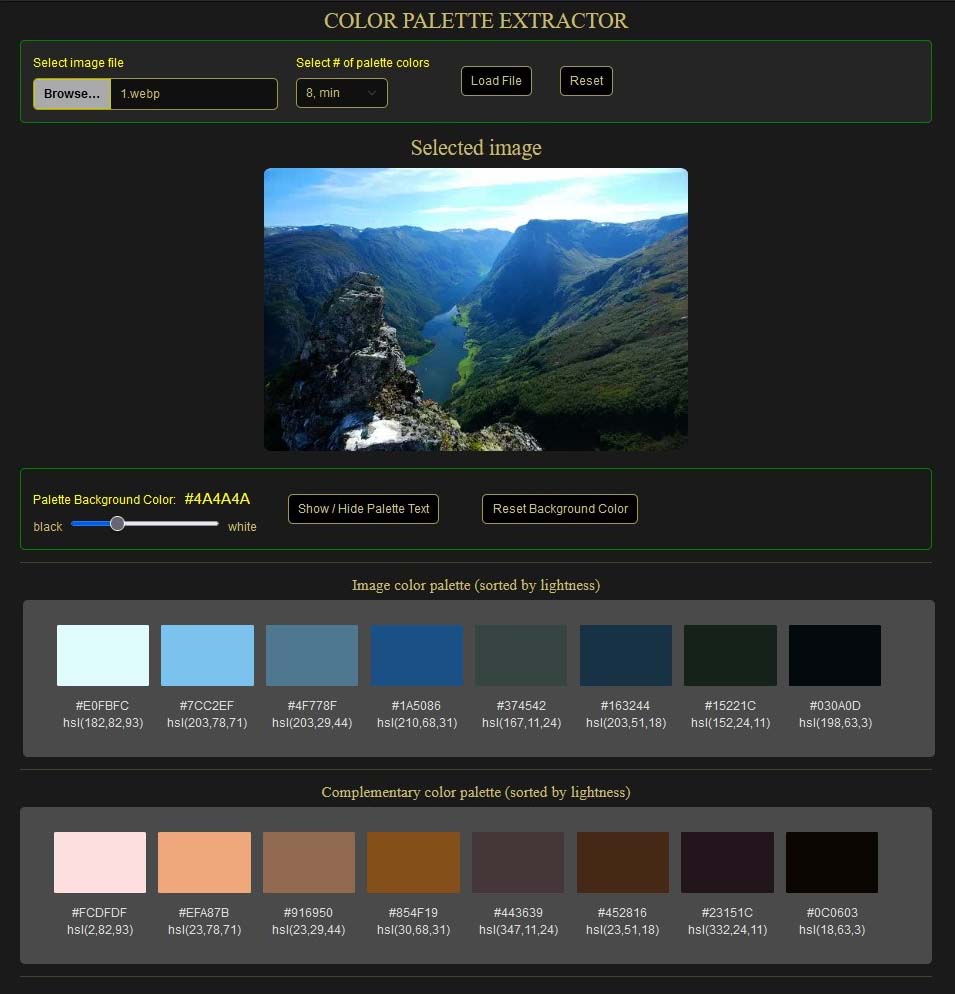 COLOR PALETTE EXTRACTOR
Select image file
Select # of palette colors
Browse... 1.webp
8, min
Load File
Reset
Selected image
Palette Background Color: #4A4A4A
black
white
Show / Hide Palette Text
Reset Background Color
Image color palette (sorted by lightness)
#E0FBFC #7CC2EF #4F778F #1A5086 #374542 #163244 #15221C #030A0D
hsl(182,82,93) hsl(203,78,71) hsl(203,29,44) hsl(210,68,31) hsl(167,11,24) hsl(203,51,18) hsl(152,24,11) hsl(198,63,3)
Complementary color palette (sorted by lightness)
#FCDFDF #EFA87B #916950 #854F19 #443639 #452816 #23151C #0C0603
hsl(2,82,93) hsl(23,78,71) hsl(23,29,44) hsl(30,68,31) hsl(347,11,24) hsl(23,51,18) hsl(332,24,11) hsl(18,63,3)